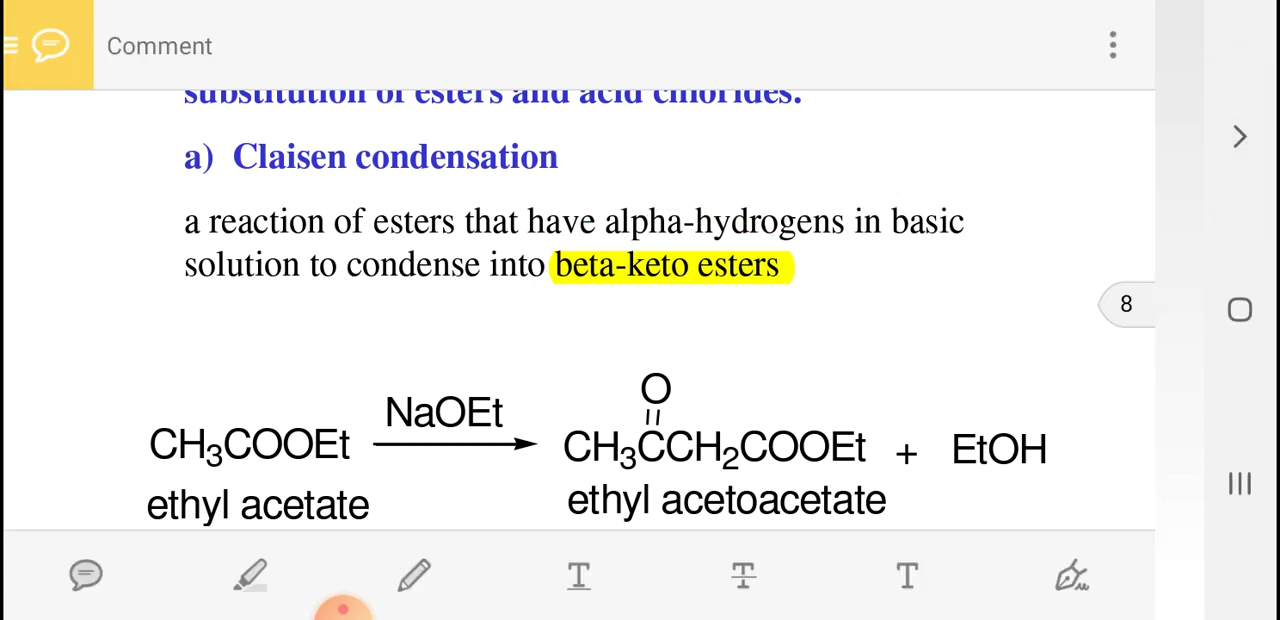 Comment
substitution of esters and acid chlorides.
a) Claisen condensation
a reaction of esters that have alpha-hydrogens in basic
solution to condense into beta-keto esters
8
O
NaOEt
CH₃COOEt CH₃CCH₂COOEt + EtOH
ethyl acetate ethyl acetoacetate
T T T